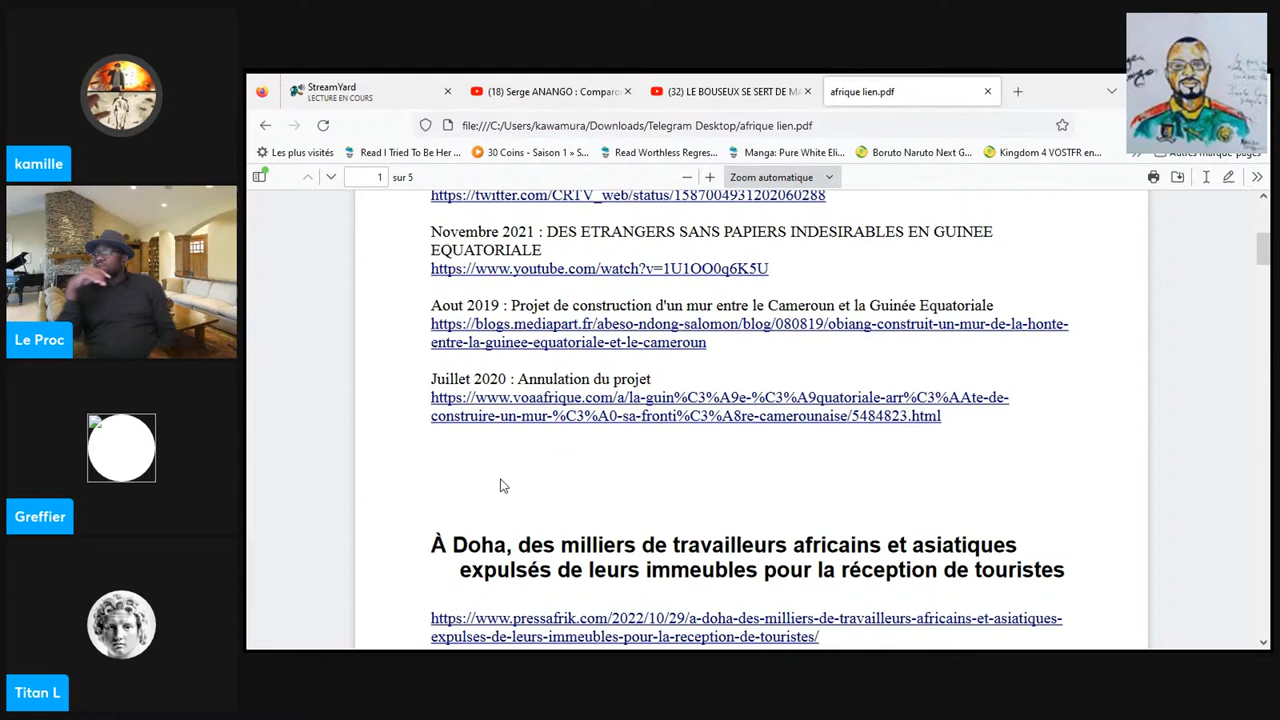 kamille
Le Proc
Greffier
Titan L
StreamYard
LECTURE EN COURS
(18) Serge ANANGO : Comparo
(32) LE BOUSEUX SE SERT DE MA
afrique lien.pdf
file:///C:/Users/kawamura/Downloads/Telegram Desktop/afrique lien.pdf
Les plus visités
Read I Tried To Be Her ...
30 Coins - Saison 1 » S...
Read Worthless Regres...
Manga: Pure White Eli...
Boruto Naruto Next G...
Kingdom 4 VOSTFR en...
Autres marque-pages
1 sur 5
Zoom automatique
https://twitter.com/CRTV_web/status/1587004931202060288
Novembre 2021 : DES ETRANGERS SANS PAPIERS INDESIRABLES EN GUINEE
EQUATORIALE
https://www.youtube.com/watch?v=1U1OO0q6K5U
Aout 2019 : Projet de construction d'un mur entre le Cameroun et la Guinée Equatoriale
https://blogs.mediapart.fr/abeso-ndong-salomon/blog/080819/obiang-construit-un-mur-de-la-honte-
entre-la-guinee-equatoriale-et-le-cameroun
Juillet 2020 : Annulation du projet
https://www.voaafrique.com/a/la-guin%C3%A9e-%C3%A9quatoriale-arr%C3%AAte-de-
construire-un-mur-%C3%A0-sa-fronti%C3%A8re-camerounaise/5484823.html
À Doha, des milliers de travailleurs africains et asiatiques
expulsés de leurs immeubles pour la réception de touristes
https://www.pressafrik.com/2022/10/29/a-doha-des-milliers-de-travailleurs-africains-et-asiatiques-
expulses-de-leurs-immeubles-pour-la-reception-de-touristes/